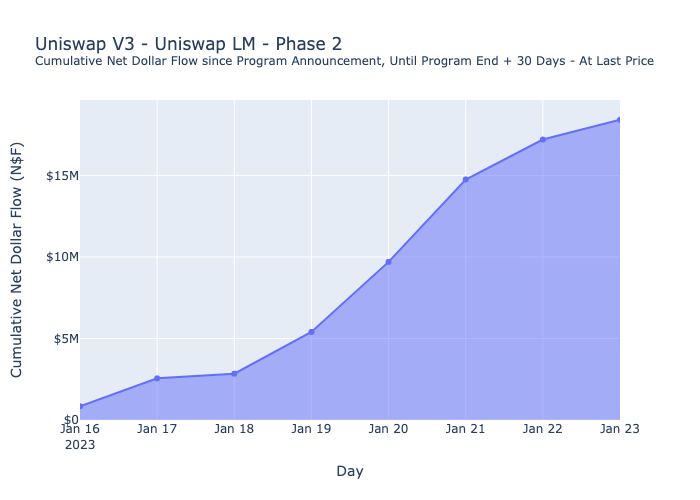 Uniswap V3 - Uniswap LM - Phase 2
Cumulative Net Dollar Flow since Program Announcement, Until Program End + 30 Days - At Last Price
Cumulative Net Dollar Flow (N$F)
$15M
$10M
$5M
$0
Jan 16 Jan 17 Jan 18 Jan 19 Jan 20 Jan 21 Jan 22 Jan 23
2023
Day